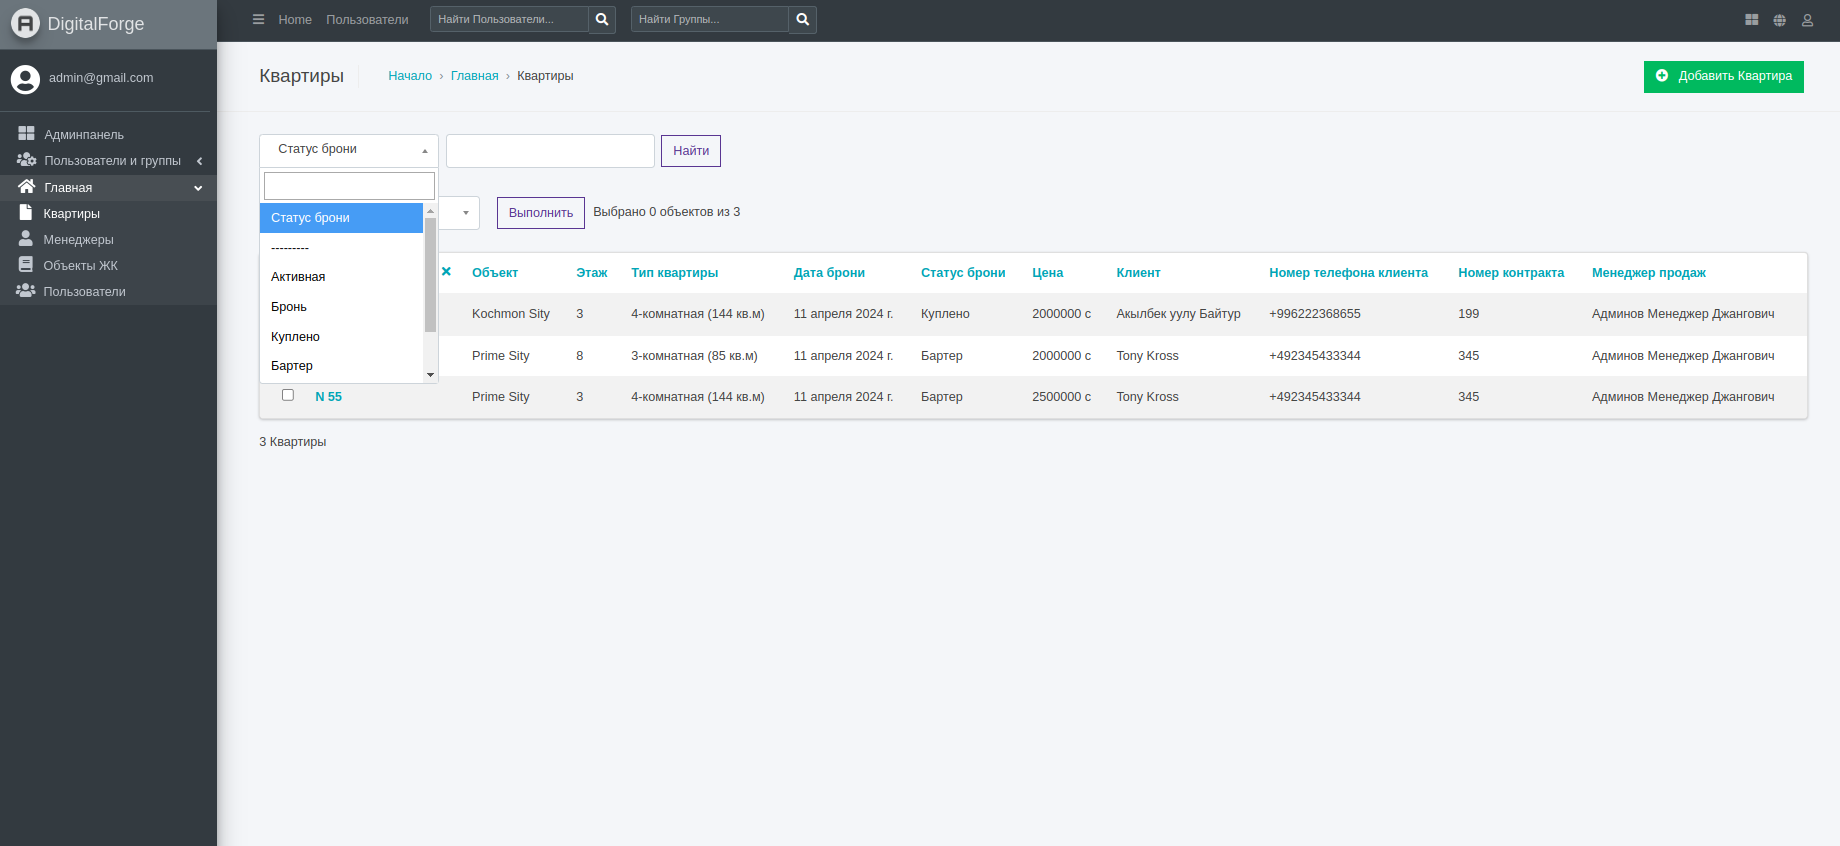 DigitalForge
Home Пользователи Найти Пользователи... Найти Группы...
admin@gmail.com
Админпанель
Пользователи и группы
Главная
Квартиры
Менеджеры
Объекты ЖК
Пользователи
Квартиры Начало › Главная › Квартиры Добавить Квартира
Статус брони Найти
Статус брони
---------
Активная
Бронь
Куплено
Бартер
Выполнить Выбрано 0 объектов из 3
Объект Этаж Тип квартиры Дата брони Статус брони Цена Клиент Номер телефона клиента Номер контракта Менеджер продаж
Kochmon Sity 3 4-комнатная (144 кв.м) 11 апреля 2024 г. Куплено 2000000 с Акылбек уулу Байтур +996222368655 199 Админов Менеджер Джангович
Prime Sity 8 3-комнатная (85 кв.м) 11 апреля 2024 г. Бартер 2000000 с Tony Kross +492345433344 345 Админов Менеджер Джангович
N 55 Prime Sity 3 4-комнатная (144 кв.м) 11 апреля 2024 г. Бартер 2500000 с Tony Kross +492345433344 345 Админов Менеджер Джангович
3 Квартиры